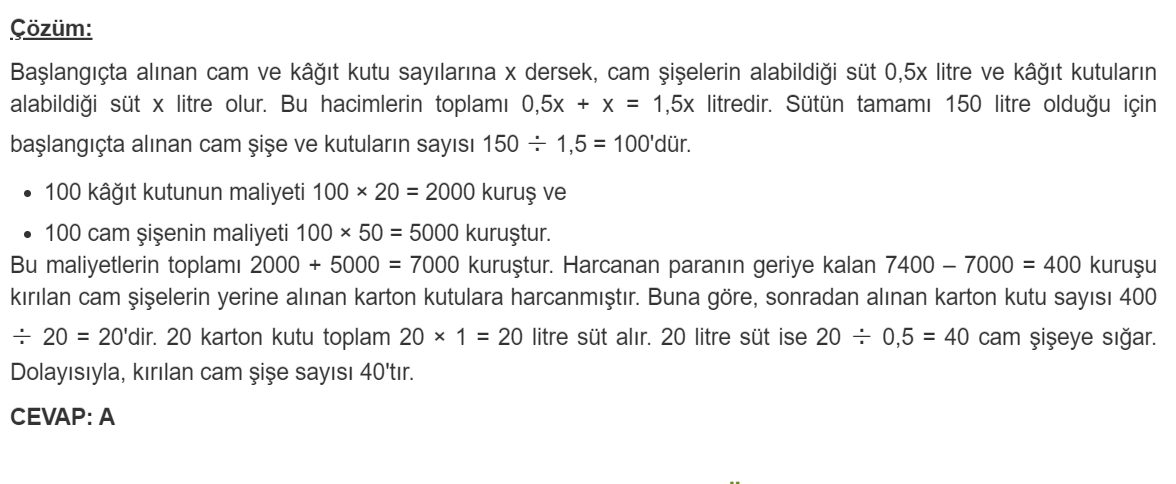 Çözüm:
Başlangıçta alınan cam ve kâğıt kutu sayılarına x dersek, cam şişelerin alabildiği süt 0,5x litre ve kâğıt kutuların
alabildiği süt x litre olur. Bu hacimlerin toplamı 0,5x + x = 1,5x litredir. Sütün tamamı 150 litre olduğu için
başlangıçta alınan cam şişe ve kutuların sayısı 150 ÷ 1,5 = 100'dür.
• 100 kâğıt kutunun maliyeti 100 × 20 = 2000 kuruş ve
• 100 cam şişenin maliyeti 100 × 50 = 5000 kuruştur.
Bu maliyetlerin toplamı 2000 + 5000 = 7000 kuruştur. Harcanan paranın geriye kalan 7400 – 7000 = 400 kuruşu
kırılan cam şişelerin yerine alınan karton kutulara harcanmıştır. Buna göre, sonradan alınan karton kutu sayısı 400
÷ 20 = 20'dir. 20 karton kutu toplam 20 × 1 = 20 litre süt alır. 20 litre süt ise 20 ÷ 0,5 = 40 cam şişeye sığar.
Dolayısıyla, kırılan cam şişe sayısı 40'tır.
CEVAP: A